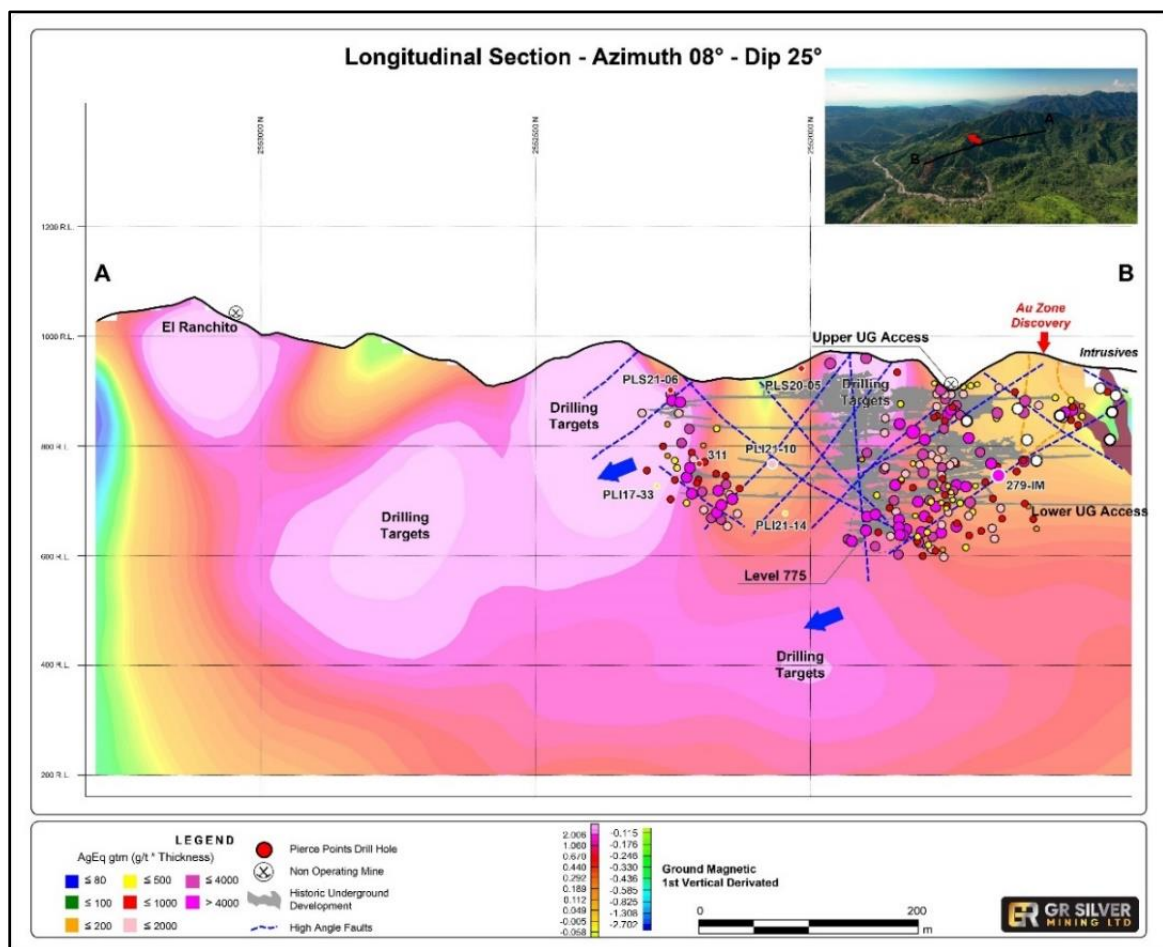 Longitudinal Section - Azimuth 08° - Dip 25°
A
B
2553000 N
2552500 N
2552000 N
1200 R.L.
1000 R.L.
800 R.L.
600 R.L.
400 R.L.
200 R.L.
A
B
El Ranchito
Au Zone
Discovery
Upper UG Access
Intrusives
PLS21-06
PLS20-05
Drilling
Targets
Drilling
Targets
311
PLI21-10
PLI17-33
279-IM
Drilling
Targets
PLI21-14
Lower UG Access
Level 775
Drilling
Targets
LEGEND
AgEq gtm (g/t * Thickness)
≤ 80
≤ 500
≤ 4000
≤ 100
≤ 1000
> 4000
≤ 200
≤ 2000
Pierce Points Drill Hole
Non Operating Mine
Historic Underground
Development
High Angle Faults
2.006 -0.115
1.060 -0.176
0.670 -0.246
0.440 -0.330
0.292 -0.436
0.189 -0.585
0.112 -0.825
0.049 -1.308
-0.005 -2.702
-0.058
Ground Magnetic
1st Vertical Derivated
0 200
m
GR SILVER
MINING LTD